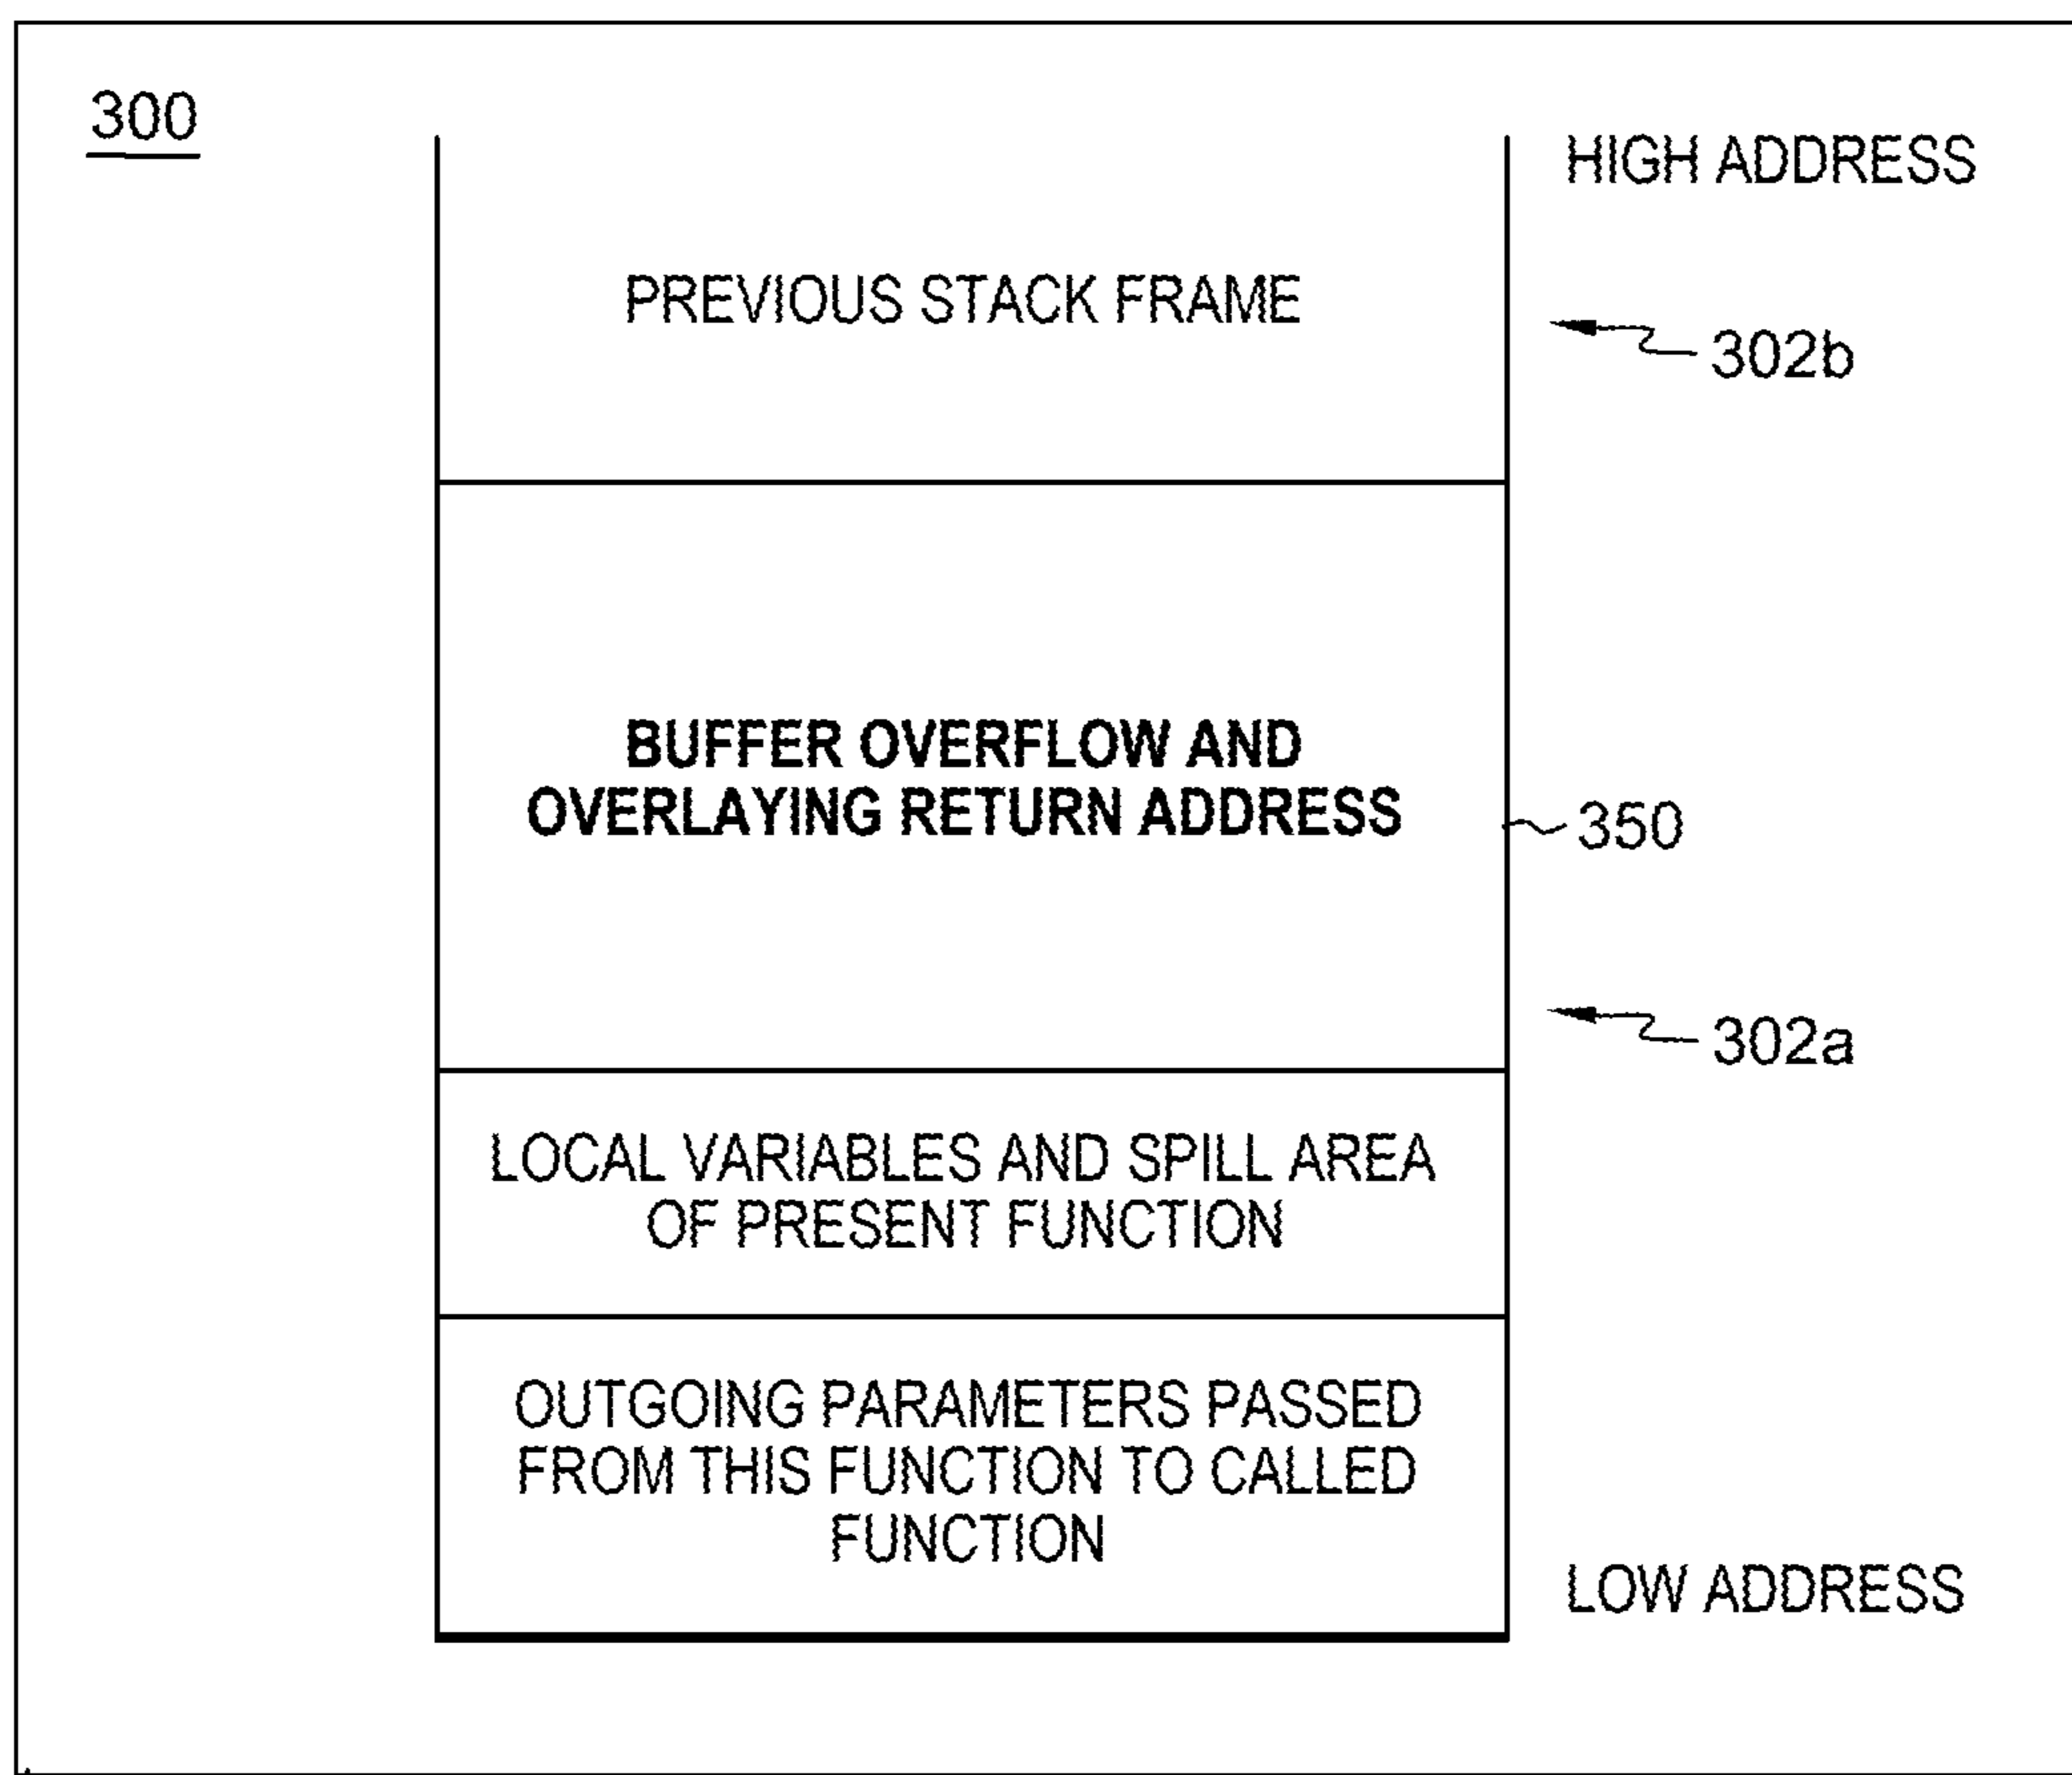 300
HIGH ADDRESS
PREVIOUS STACK FRAME
302b
BUFFER OVERFLOW AND
OVERLAYING RETURN ADDRESS
350
302a
LOCAL VARIABLES AND SPILL AREA
OF PRESENT FUNCTION
OUTGOING PARAMETERS PASSED
FROM THIS FUNCTION TO CALLED
FUNCTION
LOW ADDRESS